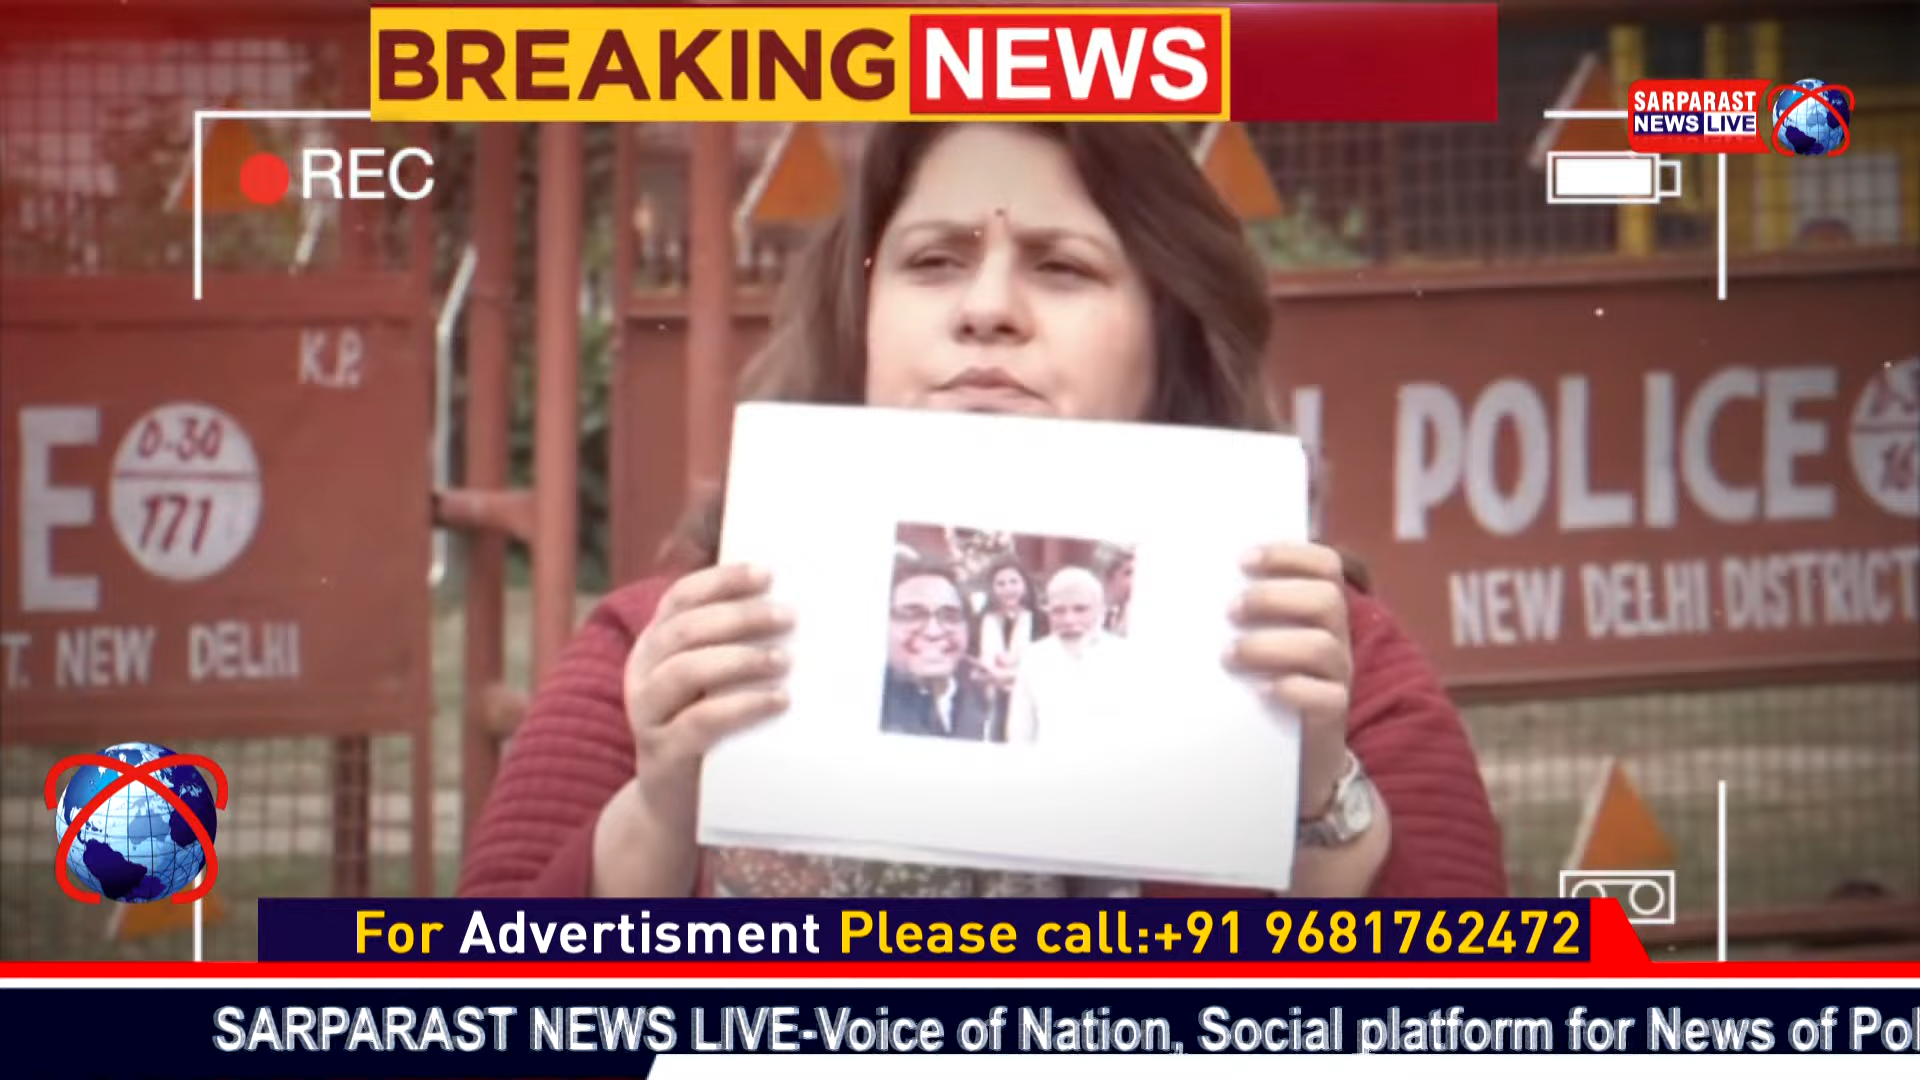 BREAKING NEWS
SARPARAST
NEWS LIVE
REC
K.P.
E D-30
171
T. NEW DELHI
POLICE
NEW DELHI DISTRICT
For Advertisment Please call:+91 9681762472
SARPARAST NEWS LIVE-Voice of Nation, Social platform for News of Pol